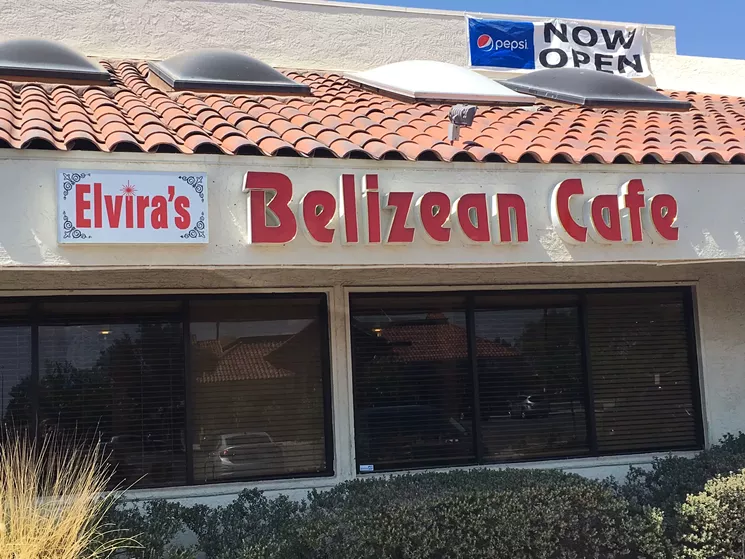 pepsi
NOW
OPEN
Elvira's
Belizean Cafe